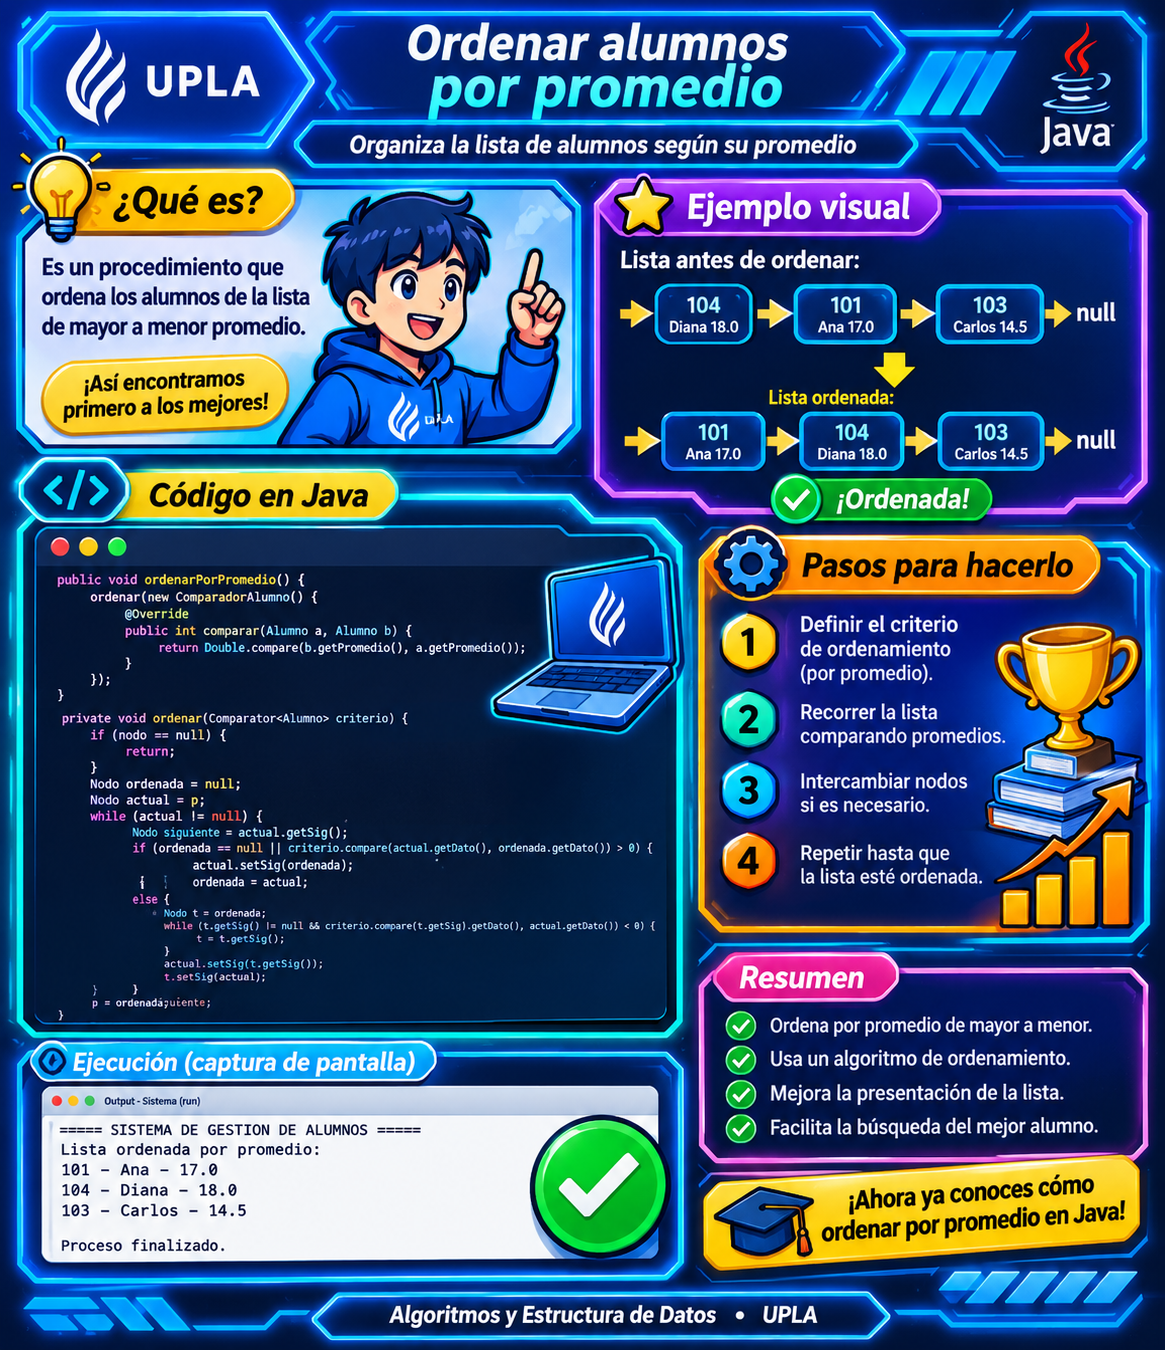 UPLA
Ordenar alumnos
por promedio
Organiza la lista de alumnos según su promedio
Java
¿Qué es?
Es un procedimiento que
ordena los alumnos de la lista
de mayor a menor promedio.
¡Así encontramos
primero a los mejores!
Ejemplo visual
Lista antes de ordenar:
104
Diana 18.0
101
Ana 17.0
103
Carlos 14.5
null
Lista ordenada:
101
Ana 17.0
104
Diana 18.0
103
Carlos 14.5
null
¡Ordenada!
</> Código en Java
public void ordenarPorPromedio() {
ordenar(new ComparadorAlumno() {
@Override
public int comparar(Alumno a, Alumno b) {
return Double.compare(b.getPromedio(), a.getPromedio());
}
});
}
private void ordenar(Comparator<Alumno> criterio) {
if (nodo == null) {
return;
}
Nodo ordenada = null;
Nodo actual = p;
while (actual != null) {
Nodo siguiente = actual.getSig();
if (ordenada == null || criterio.compare(actual.getDato(), ordenada.getDato()) > 0) {
actual.setSig(ordenada);
ordenada = actual;
else {
Nodo t = ordenada;
while (t.getSig() != null && criterio.compare(t.getSig).getDato(), actual.getDato()) < 0) {
t = t.getSig();
}
actual.setSig(t.getSig());
t.setSig(actual);
} }
p = ordenada;
}
Pasos para hacerlo
1 Definir el criterio
de ordenamiento
(por promedio).
2 Recorrer la lista
comparando promedios.
3 Intercambiar nodos
si es necesario.
4 Repetir hasta que
la lista esté ordenada.
Ejecución (captura de pantalla)
Output - Sistema (run)
===== SISTEMA DE GESTION DE ALUMNOS =====
Lista ordenada por promedio:
101 – Ana – 17.0
104 – Diana – 18.0
103 – Carlos – 14.5
Proceso finalizado.
Resumen
Ordena por promedio de mayor a menor.
Usa un algoritmo de ordenamiento.
Mejora la presentación de la lista.
Facilita la búsqueda del mejor alumno.
¡Ahora ya conoces cómo
ordenar por promedio en Java!
Algoritmos y Estructura de Datos • UPLA